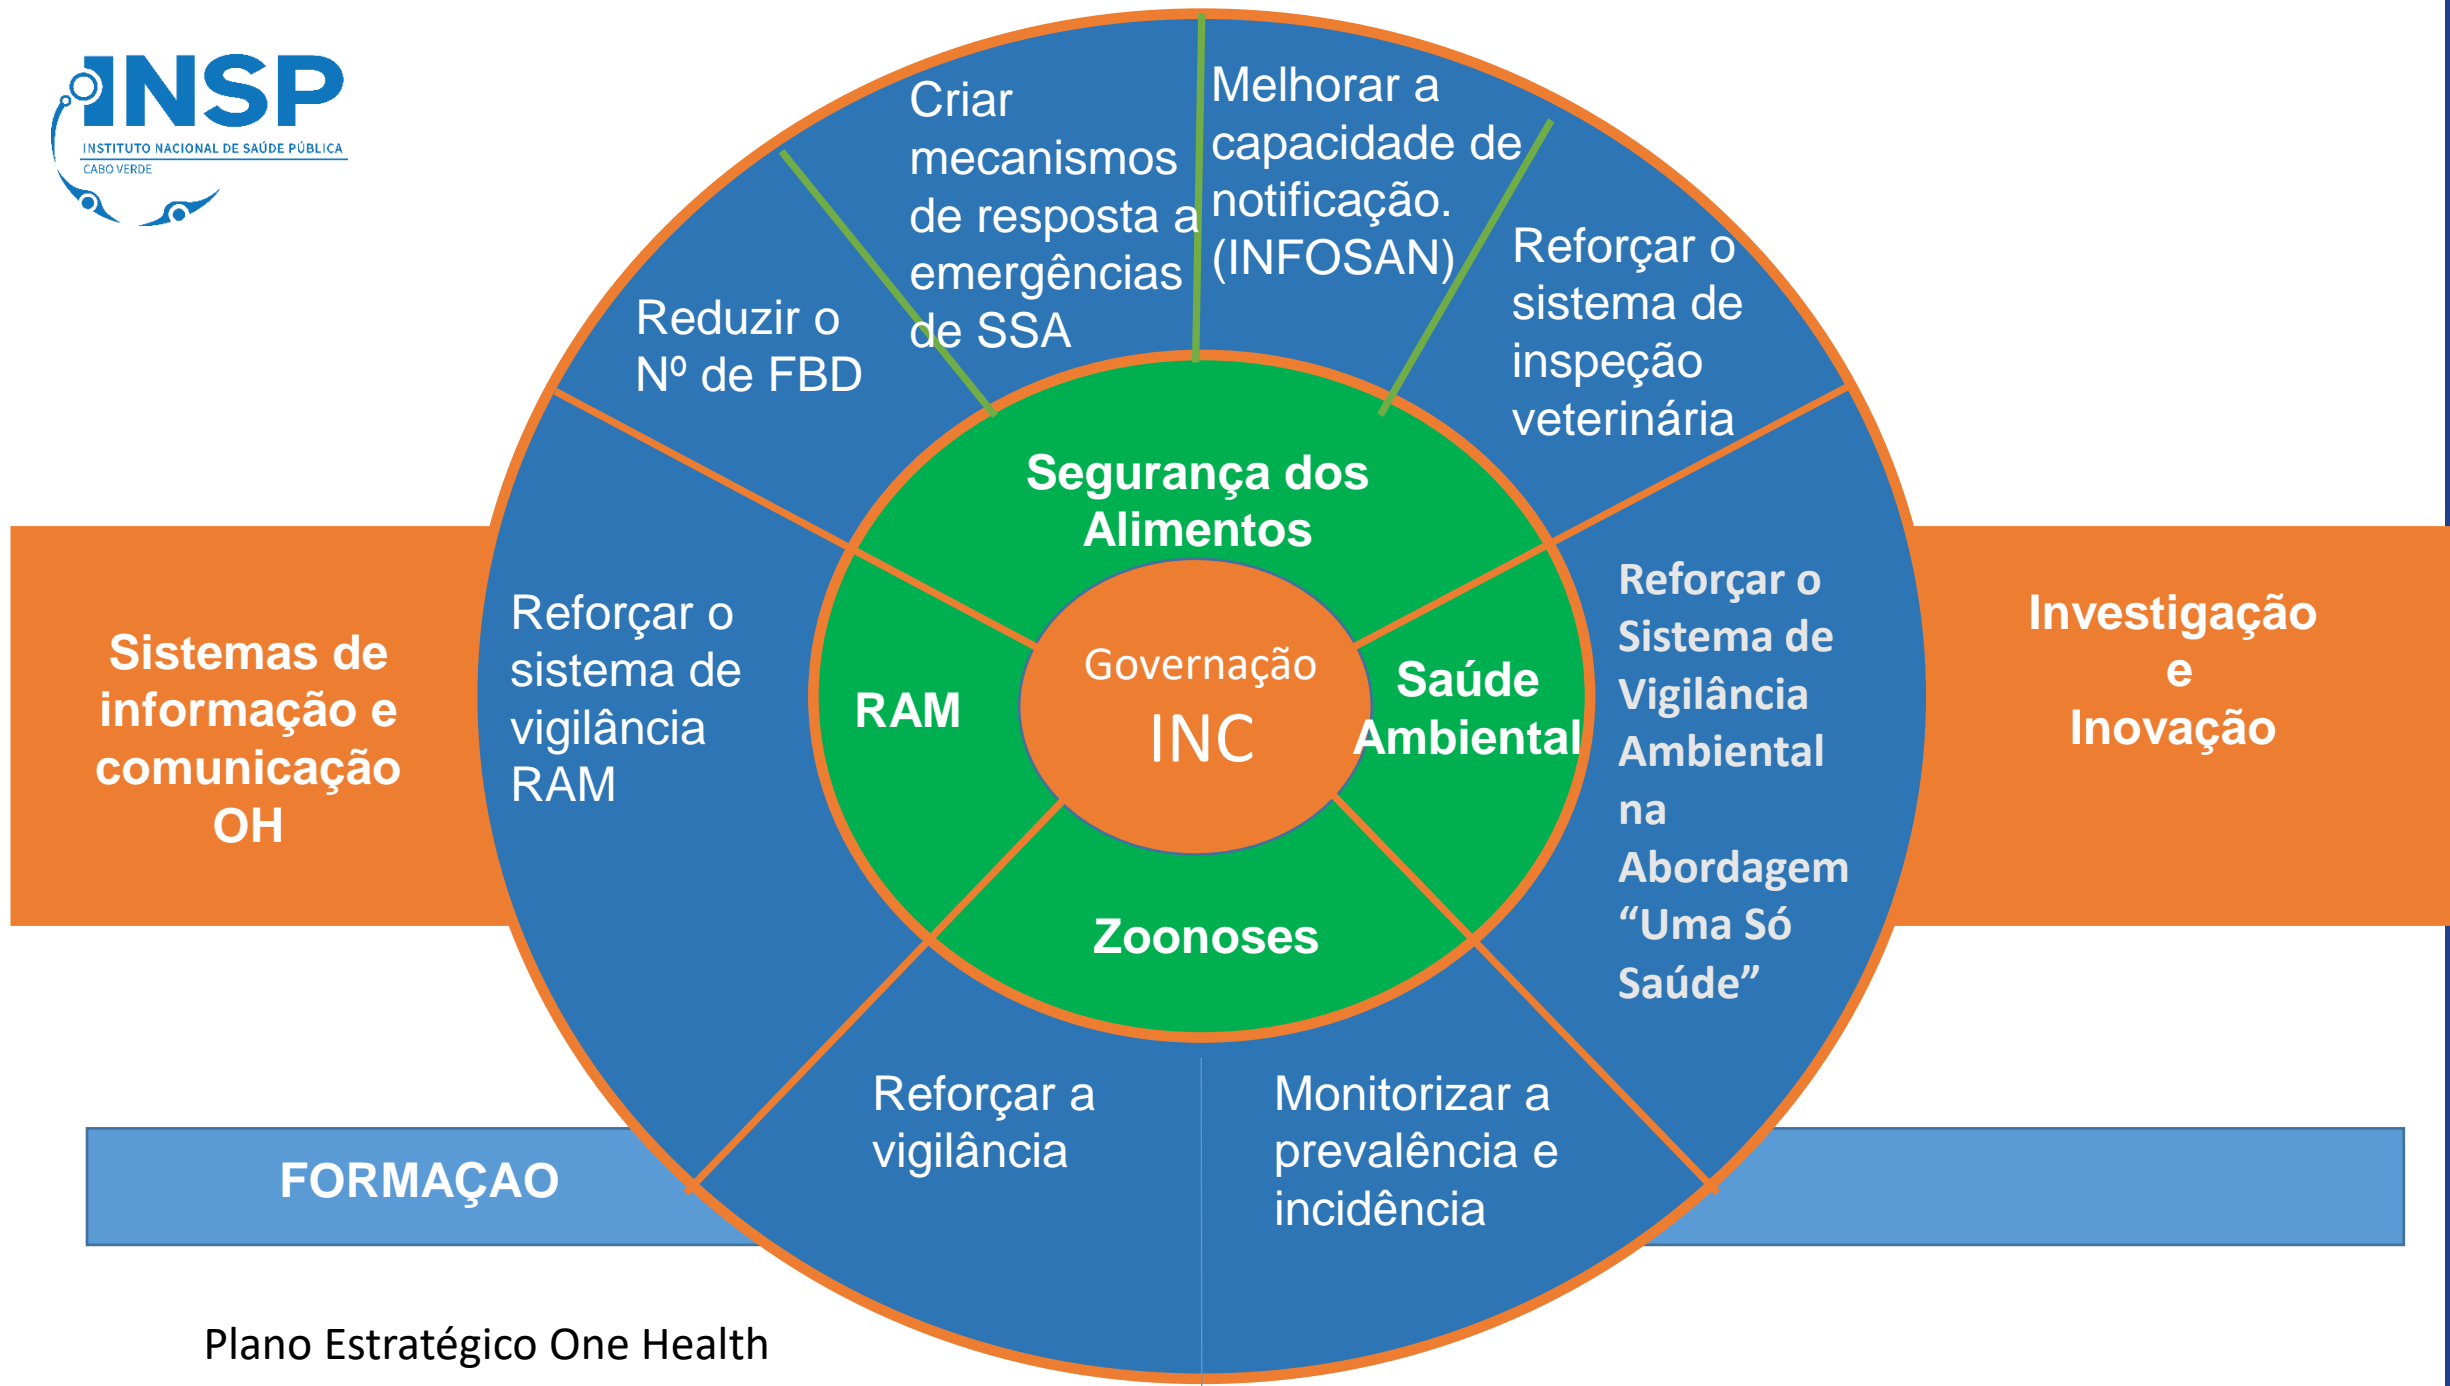 INSP
INSTITUTO NACIONAL DE SAÚDE PÚBLICA
CABO VERDE
Criar
mecanismos
de resposta a
emergências
de SSA
Melhorar a
capacidade de
notificação.
(INFOSAN)
Reforçar o
sistema de
inspeção
veterinária
Reduzir o
Nº de FBD
Segurança dos
Alimentos
Sistemas de
informação e
comunicação
OH
Reforçar o
sistema de
vigilância
RAM
RAM
Governação
INC
Saúde
Ambiental
Reforçar o
Sistema de
Vigilância
Ambiental
na
Abordagem
“Uma Só
Saúde”
Investigação
e
Inovação
Zoonoses
Reforçar a
vigilância
Monitorizar a
prevalência e
incidência
FORMAÇAO
Plano Estratégico One Health